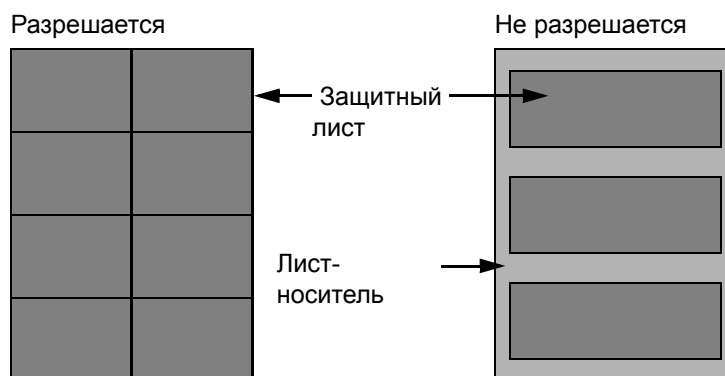 Разрешается
Не разрешается
Защитный
лист
Лист-
носитель